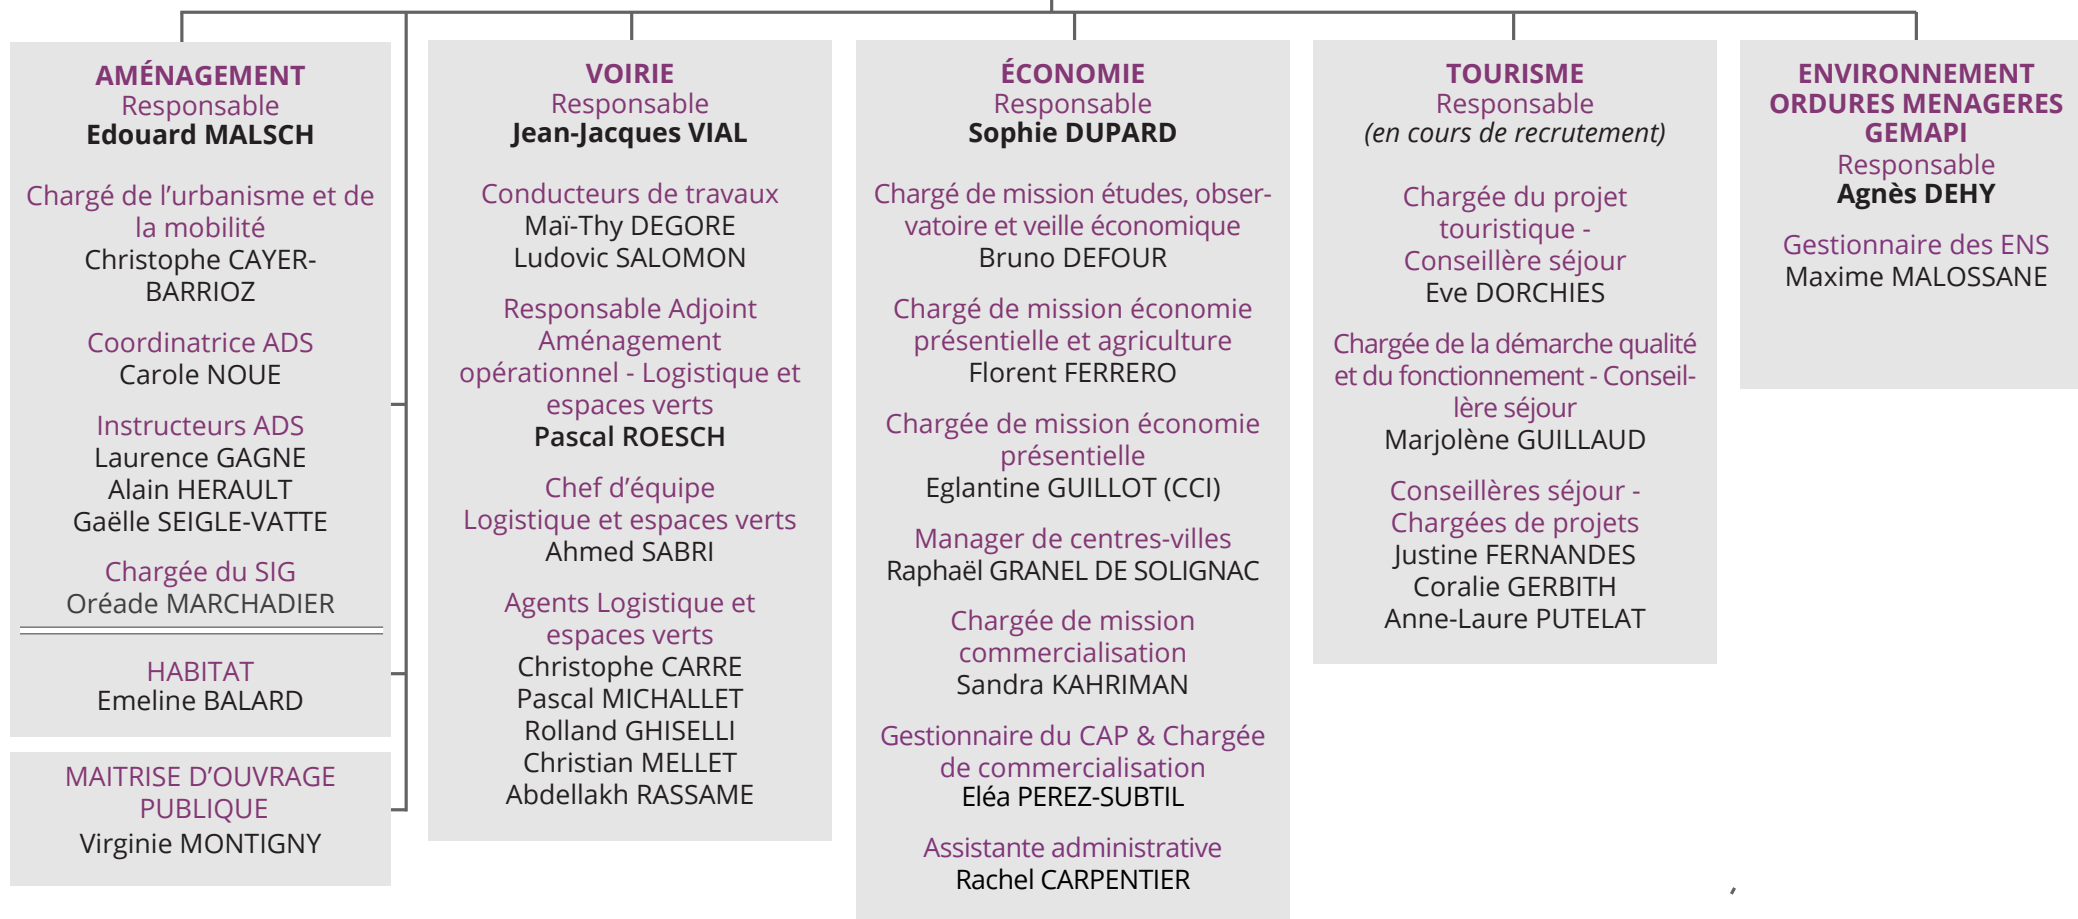 AMÉNAGEMENT
Responsable
Edouard MALSCH
Chargé de l’urbanisme et de
la mobilité
Christophe CAYER-
BARRIOZ
Coordinatrice ADS
Carole NOUE
Instructeurs ADS
Laurence GAGNE
Alain HERAULT
Gaëlle SEIGLE-VATTE
Chargée du SIG
Oréade MARCHADIER
HABITAT
Emeline BALARD
MAITRISE D’OUVRAGE
PUBLIQUE
Virginie MONTIGNY
VOIRIE
Responsable
Jean-Jacques VIAL
Conducteurs de travaux
Maï-Thy DEGORE
Ludovic SALOMON
Responsable Adjoint
Aménagement
opérationnel - Logistique et
espaces verts
Pascal ROESCH
Chef d’équipe
Logistique et espaces verts
Ahmed SABRI
Agents Logistique et
espaces verts
Christophe CARRE
Pascal MICHALLET
Rolland GHISELLI
Christian MELLET
Abdellakh RASSAME
ÉCONOMIE
Responsable
Sophie DUPARD
Chargé de mission études, obser-
vatoire et veille économique
Bruno DEFOUR
Chargé de mission économie
présentielle et agriculture
Florent FERRERO
Chargée de mission économie
présentielle
Eglantine GUILLOT (CCI)
Manager de centres-villes
Raphaël GRANEL DE SOLIGNAC
Chargée de mission
commercialisation
Sandra KAHRIMAN
Gestionnaire du CAP & Chargée
de commercialisation
Eléa PEREZ-SUBTIL
Assistante administrative
Rachel CARPENTIER
TOURISME
Responsable
(en cours de recrutement)
Chargée du projet
touristique -
Conseillère séjour
Eve DORCHIES
Chargée de la démarche qualité
et du fonctionnement - Conseil-
lère séjour
Marjolène GUILLAUD
Conseillères séjour -
Chargées de projets
Justine FERNANDES
Coralie GERBITH
Anne-Laure PUTELAT
ENVIRONNEMENT
ORDURES MENAGERES
GEMAPI
Responsable
Agnès DEHY
Gestionnaire des ENS
Maxime MALOSSANE